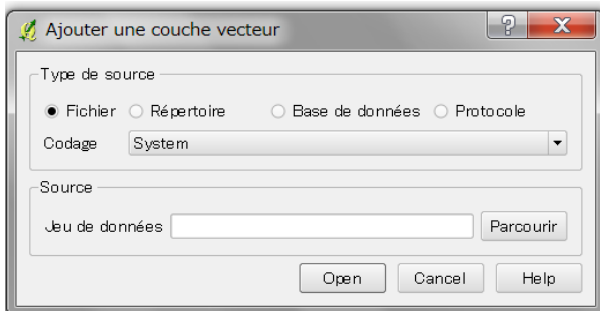 Ajouter une couche vecteur
Type de source
Fichier Répertoire Base de données Protocole
Codage System
Source
Jeu de données Parcourir
Open Cancel Help